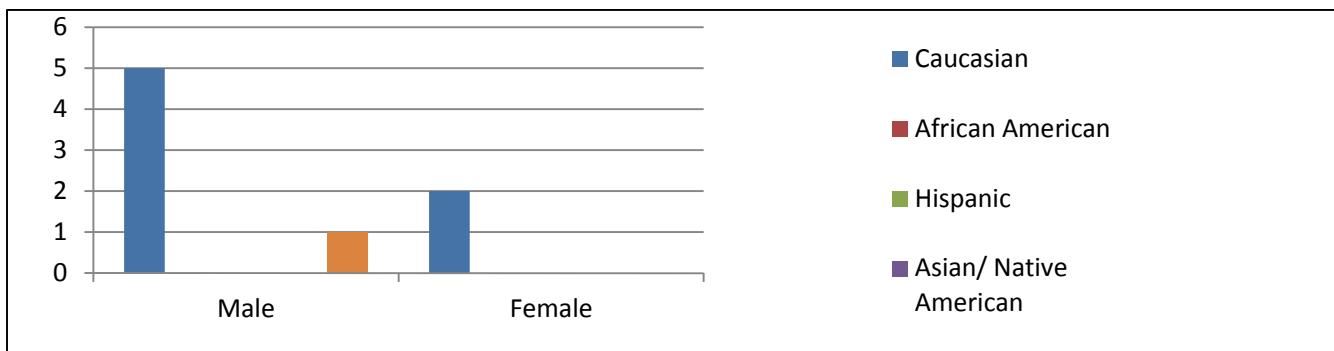 6
5
4
3
2
1
0
Male
Female
Caucasian
African American
Hispanic
Asian/ Native
American